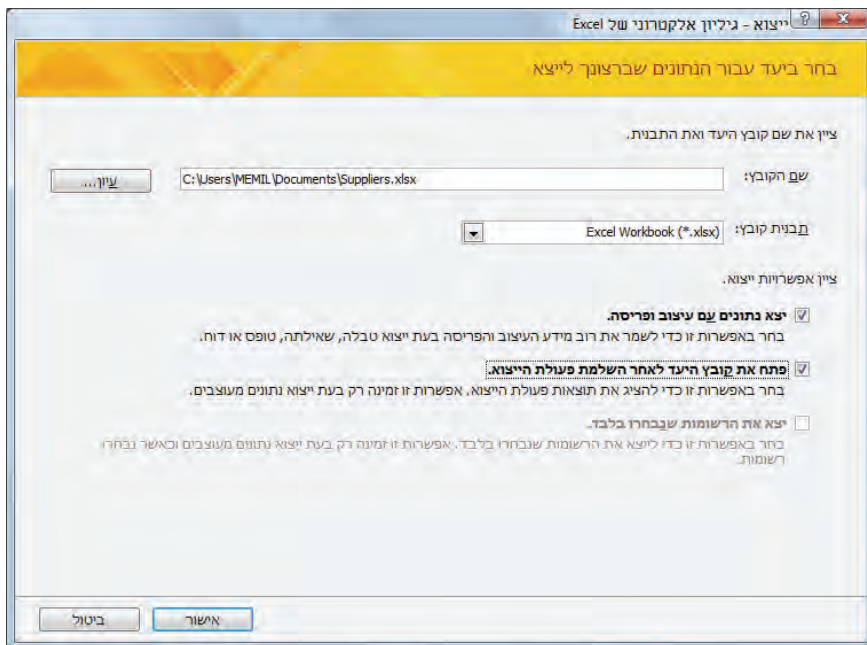 ייצוא - גיליון אלקטרוני של Excel
בחר ביעד עבור הנתונים שברצונך לייצא
ציין את שם קובץ היעד ואת התבנית.
שם הקובץ:
C:\Users\MEMIL\Documents\Suppliers.xlsx
עיון...
תבנית קובץ:
Excel Workbook (*.xlsx)
ציין אפשרויות ייצוא.
יצא נתונים עם עיצוב ופריסה.
בחר באפשרות זו כדי לשמר את רוב מידע העיצוב והפריסה בעת ייצוא טבלה, שאילתה, טופס או דוח.
פתח את קובץ היעד לאחר השלמת פעולת הייצוא.
בחר באפשרות זו כדי להציג את תוצאות פעולת הייצוא. אפשרות זו זמינה רק בעת ייצוא נתונים מעוצבים.
יצא את הרשומות שנבחרו בלבד.
בחר באפשרות זו כדי לייצא את הרשומות שנבחרו בלבד. אפשרות זו זמינה רק בעת ייצוא נתונים מעוצבים וכאשר נבחרו
רשומות.
אישור
ביטול